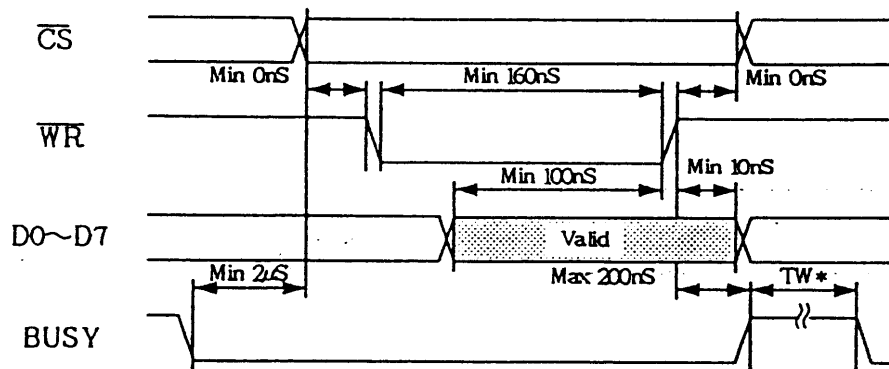 CS
Min 0nS Min 160nS Min 0nS
WR
Min 100nS Min 10nS
D0～D7 Valid
Min 2uS Max 200nS TW*
BUSY